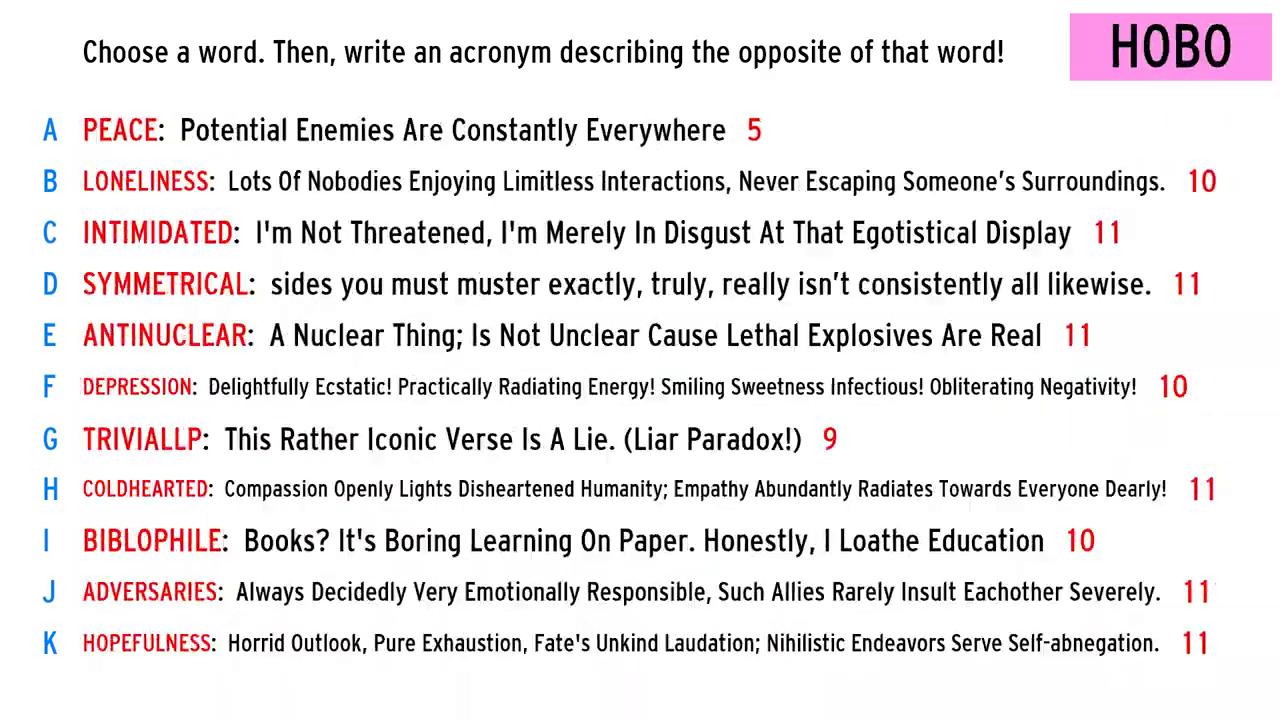 Choose a word. Then, write an acronym describing the opposite of that word!
HOBO
A PEACE: Potential Enemies Are Constantly Everywhere 5
B LONELINESS: Lots Of Nobodies Enjoying Limitless Interactions, Never Escaping Someone's Surroundings. 10
C INTIMIDATED: I'm Not Threatened, I'm Merely In Disgust At That Egotistical Display 11
D SYMMETRICAL: sides you must muster exactly, truly, really isn't consistently all likewise. 11
E ANTINUCLEAR: A Nuclear Thing; Is Not Unclear Cause Lethal Explosives Are Real 11
F DEPRESSION: Delightfully Ecstatic! Practically Radiating Energy! Smiling Sweetness Infectious! Obliterating Negativity! 10
G TRIVIALLP: This Rather Iconic Verse Is A Lie. (Liar Paradox!) 9
H COLDHEARTED: Compassion Openly Lights Disheartened Humanity; Empathy Abundantly Radiates Towards Everyone Dearly! 11
I BIBLOPHILE: Books? It's Boring Learning On Paper. Honestly, I Loathe Education 10
J ADVERSARIES: Always Decidedly Very Emotionally Responsible, Such Allies Rarely Insult Eachother Severely. 11
K HOPEFULNESS: Horrid Outlook, Pure Exhaustion, Fate's Unkind Laudation; Nihilistic Endeavors Serve Self-abnegation. 11